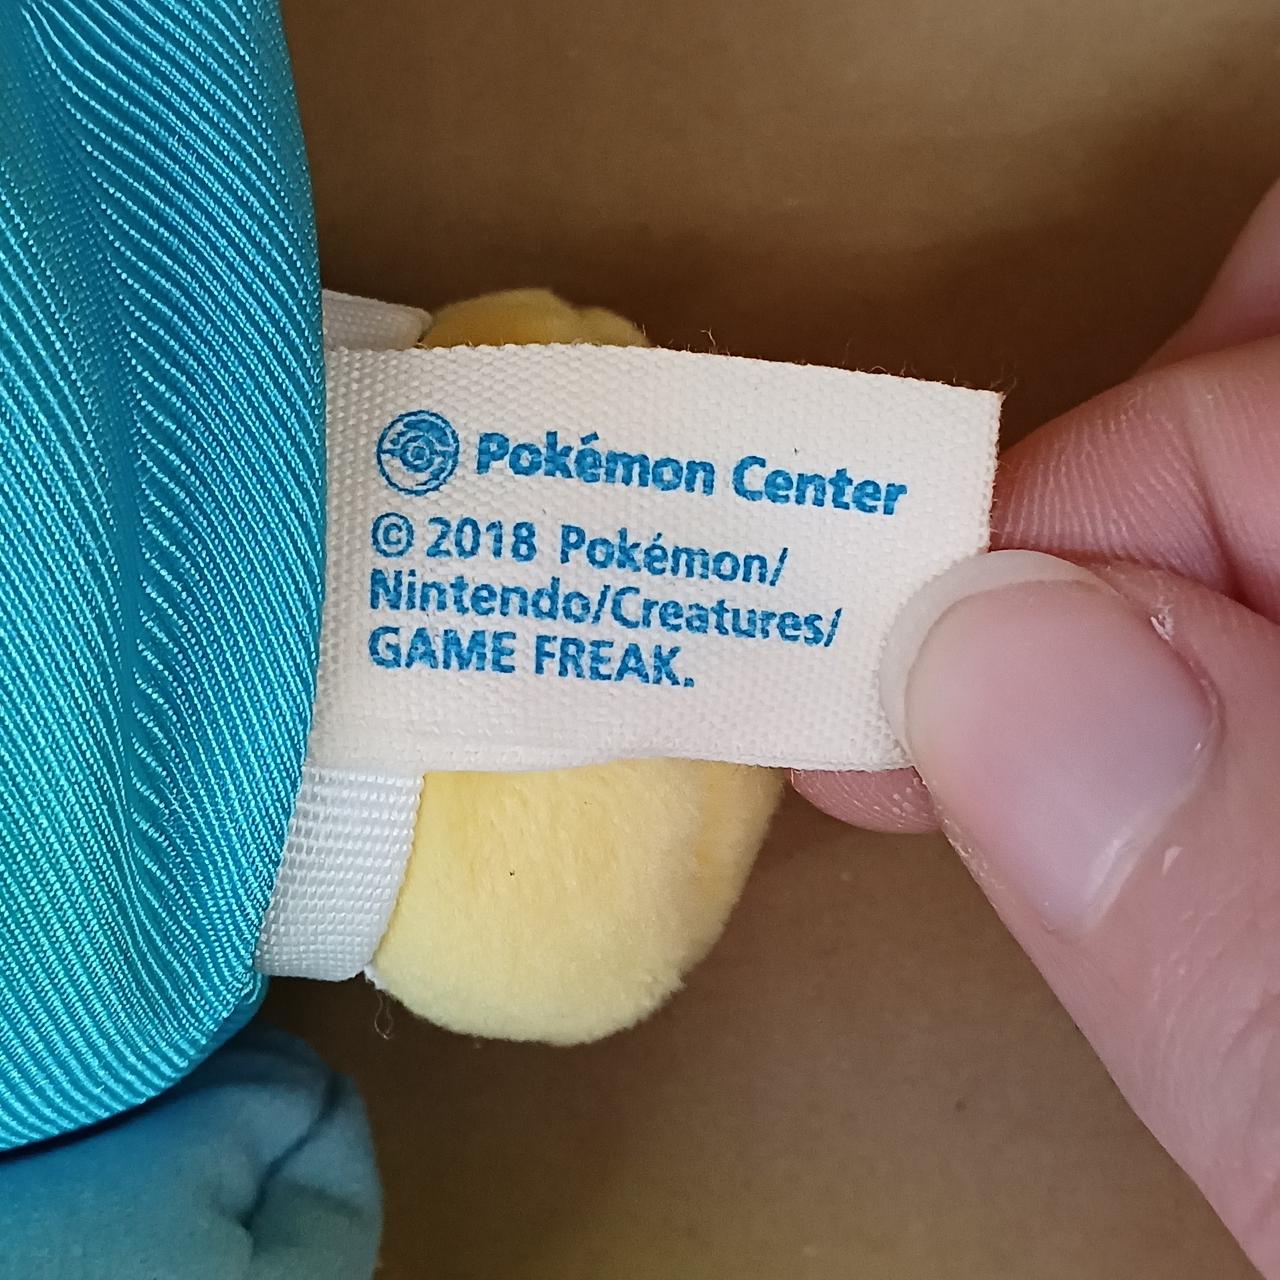 Pokémon Center
© 2018 Pokémon/
Nintendo/Creatures/
GAME FREAK.